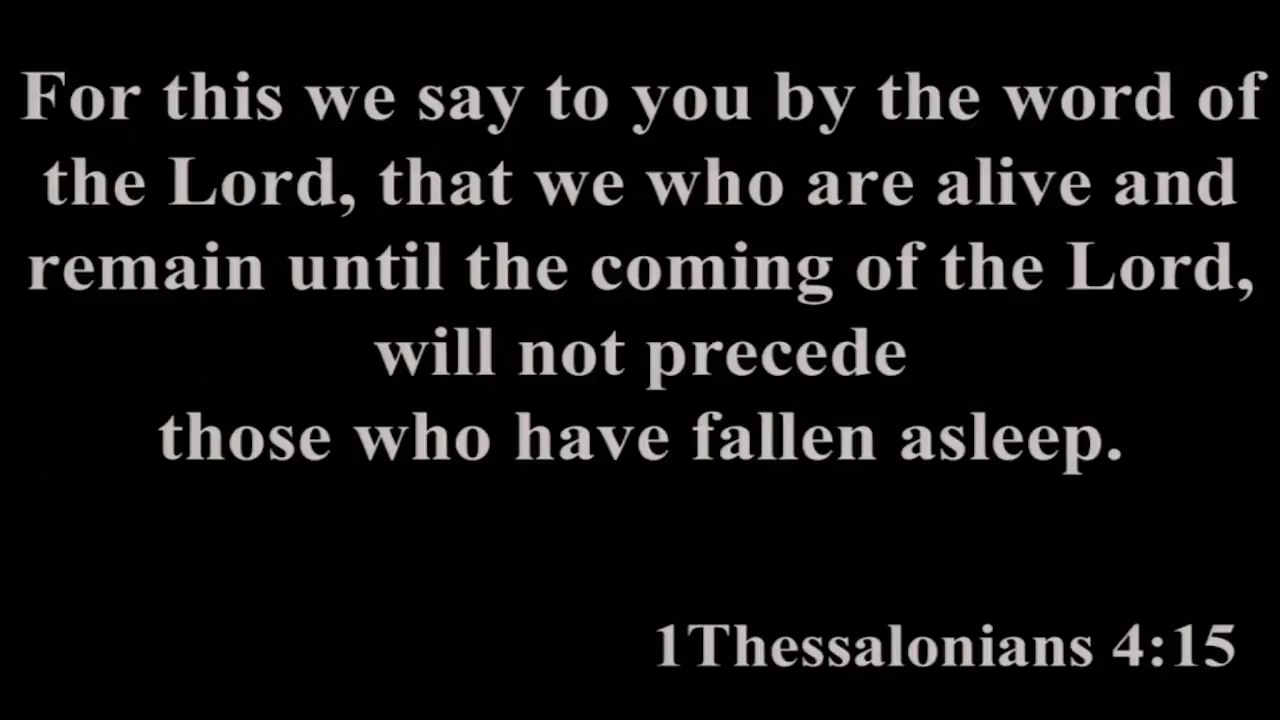 For this we say to you by the word of
the Lord, that we who are alive and
remain until the coming of the Lord,
will not precede
those who have fallen asleep.
1Thessalonians 4:15